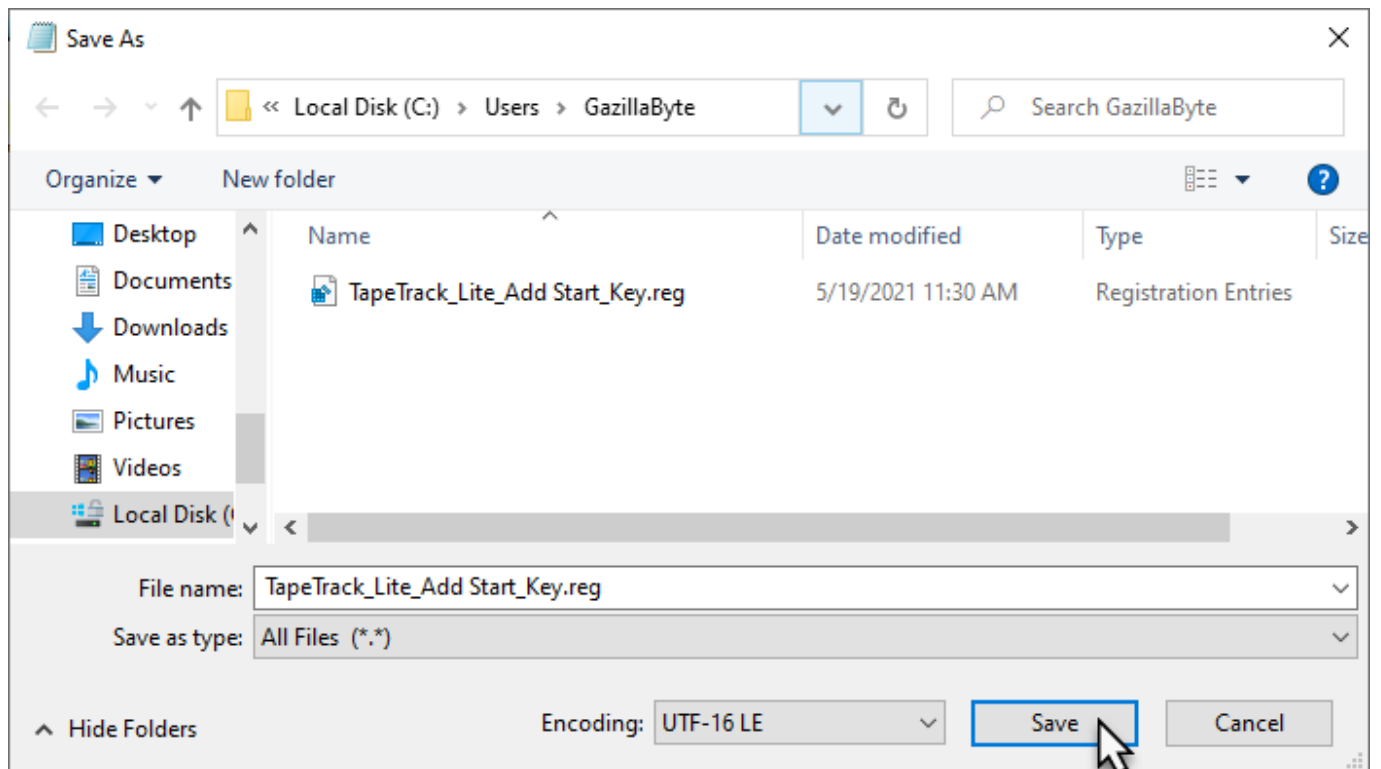 Save As
« Local Disk (C:) > Users > GazillaByte
Search GazillaByte
Organize
New folder
?
Desktop
Documents
Downloads
Music
Pictures
Videos
Local Disk (
Name
Date modified
Type
Size
TapeTrack_Lite_Add Start_Key.reg
5/19/2021 11:30 AM
Registration Entries
File name: TapeTrack_Lite_Add Start_Key.reg
Save as type: All Files (*.*)
Hide Folders
Encoding: UTF-16 LE
Save
Cancel